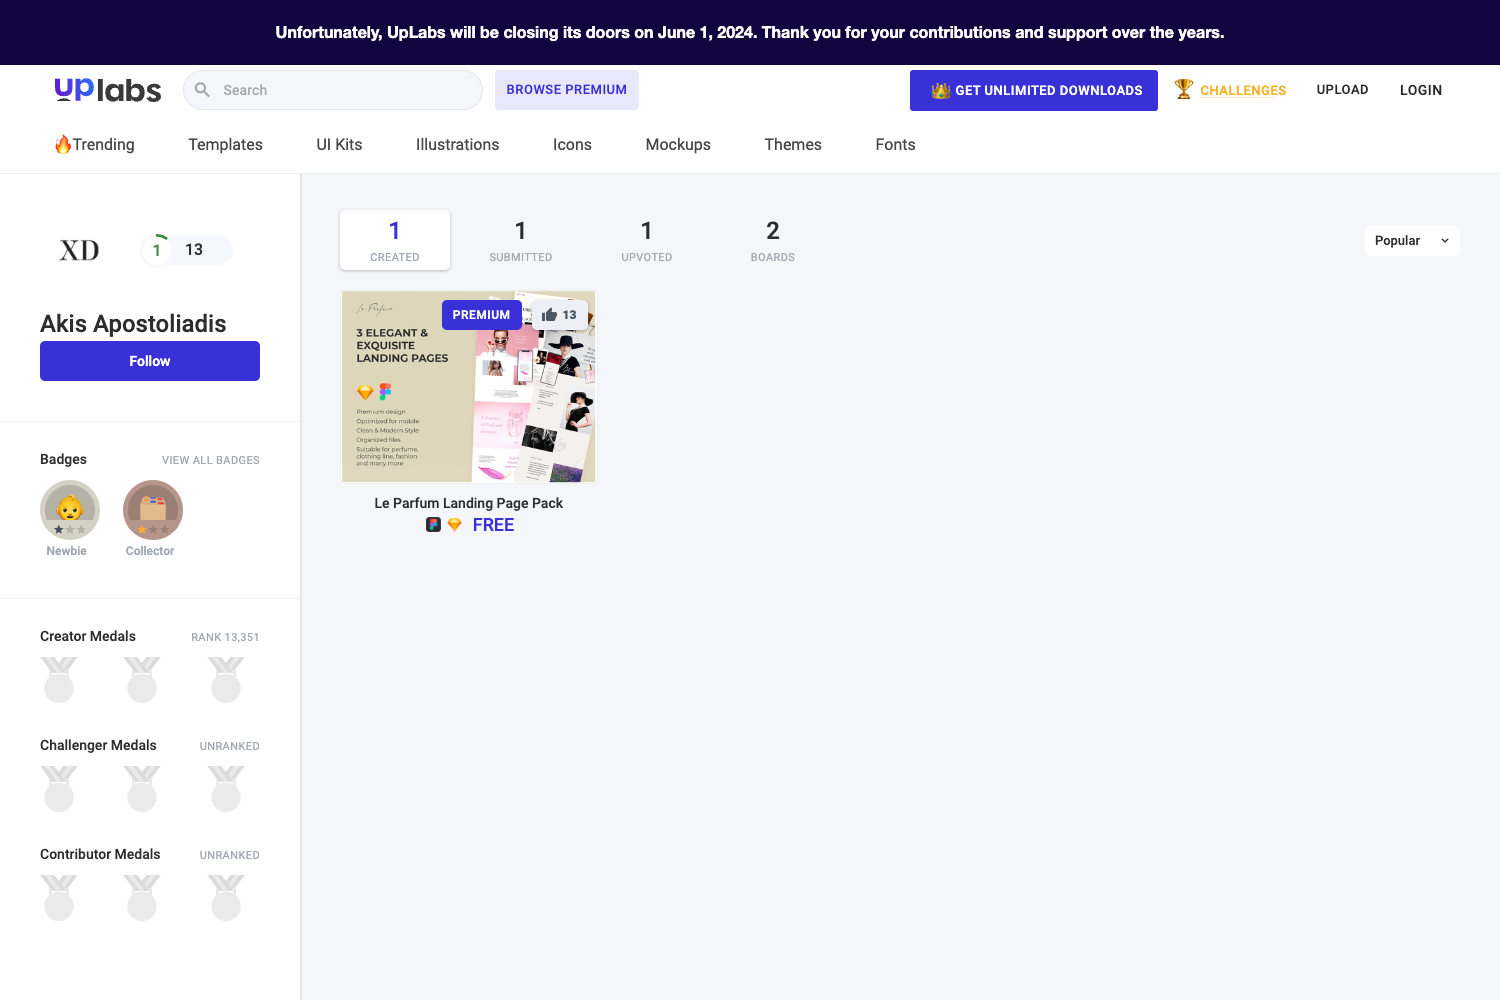 Unfortunately, UpLabs will be closing its doors on June 1, 2024. Thank you for your contributions and support over the years.
uplabs
Search
BROWSE PREMIUM
GET UNLIMITED DOWNLOADS
CHALLENGES
UPLOAD
LOGIN
Trending
Templates
UI Kits
Illustrations
Icons
Mockups
Themes
Fonts
XD
1
13
Akis Apostoliadis
Follow
Badges
VIEW ALL BADGES
Newbie
Collector
Creator Medals
RANK 13,351
Challenger Medals
UNRANKED
Contributor Medals
UNRANKED
1
CREATED
1
SUBMITTED
1
UPVOTED
2
BOARDS
Popular
Le Parfum
PREMIUM
13
3 ELEGANT &
EXQUISITE
LANDING PAGES
Premium design
Optimized for mobile
Clean & Modern Style
Organized files
Suitable for perfume,
clothing line, fashion
and many more
Le Parfum Landing Page Pack
FREE